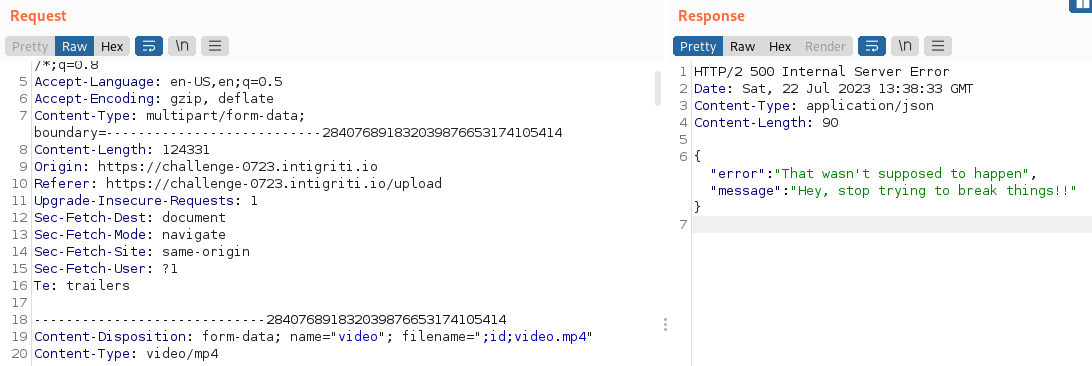 Request
Pretty Raw Hex \n
/*;q=0.8
5 Accept-Language: en-US,en;q=0.5
6 Accept-Encoding: gzip, deflate
7 Content-Type: multipart/form-data;
boundary=---------------------------284076891832039876653174105414
8 Content-Length: 124331
9 Origin: https://challenge-0723.intigriti.io
10 Referer: https://challenge-0723.intigriti.io/upload
11 Upgrade-Insecure-Requests: 1
12 Sec-Fetch-Dest: document
13 Sec-Fetch-Mode: navigate
14 Sec-Fetch-Site: same-origin
15 Sec-Fetch-User: ?1
16 Te: trailers
17
18 -----------------------------284076891832039876653174105414
19 Content-Disposition: form-data; name="video"; filename=";id;video.mp4"
20 Content-Type: video/mp4
Response
Pretty Raw Hex Render \n
1 HTTP/2 500 Internal Server Error
2 Date: Sat, 22 Jul 2023 13:38:33 GMT
3 Content-Type: application/json
4 Content-Length: 90
5
6 {
"error":"That wasn't supposed to happen",
"message":"Hey, stop trying to break things!!"
}
7